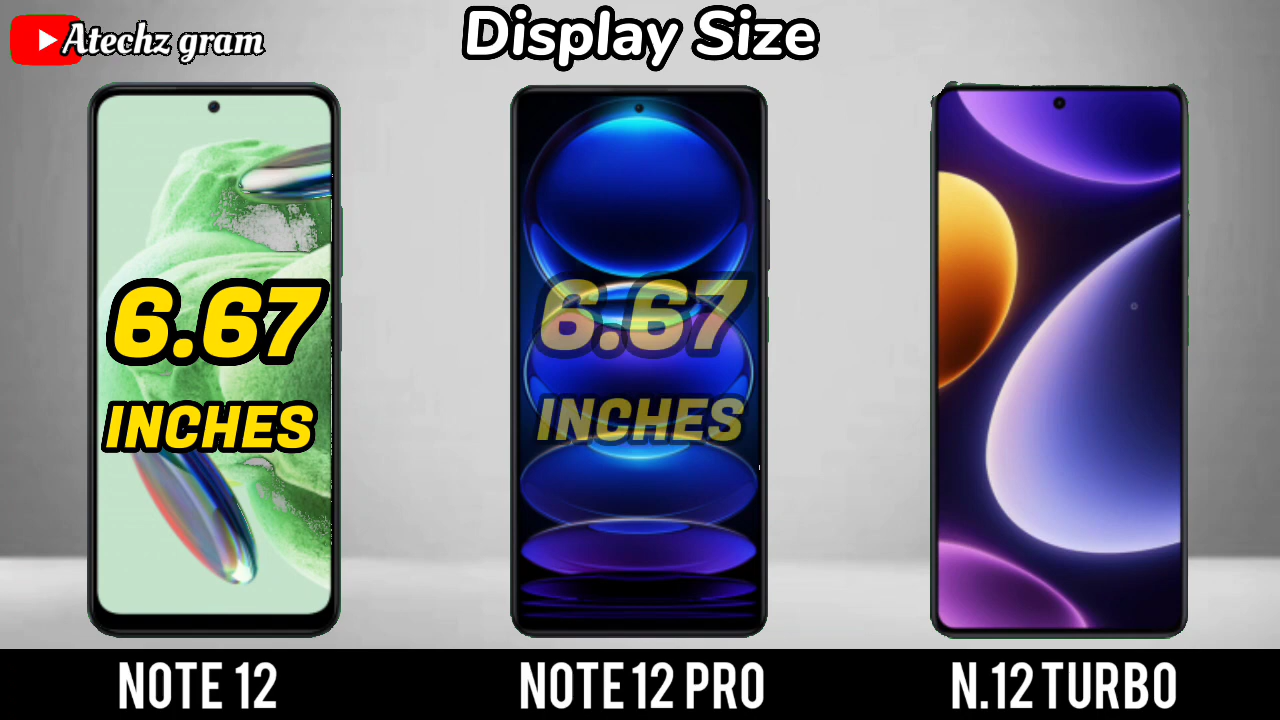 Atechz gram
Display Size
6.67
INCHES
6.67
INCHES
NOTE 12
NOTE 12 PRO
N.12 TURBO